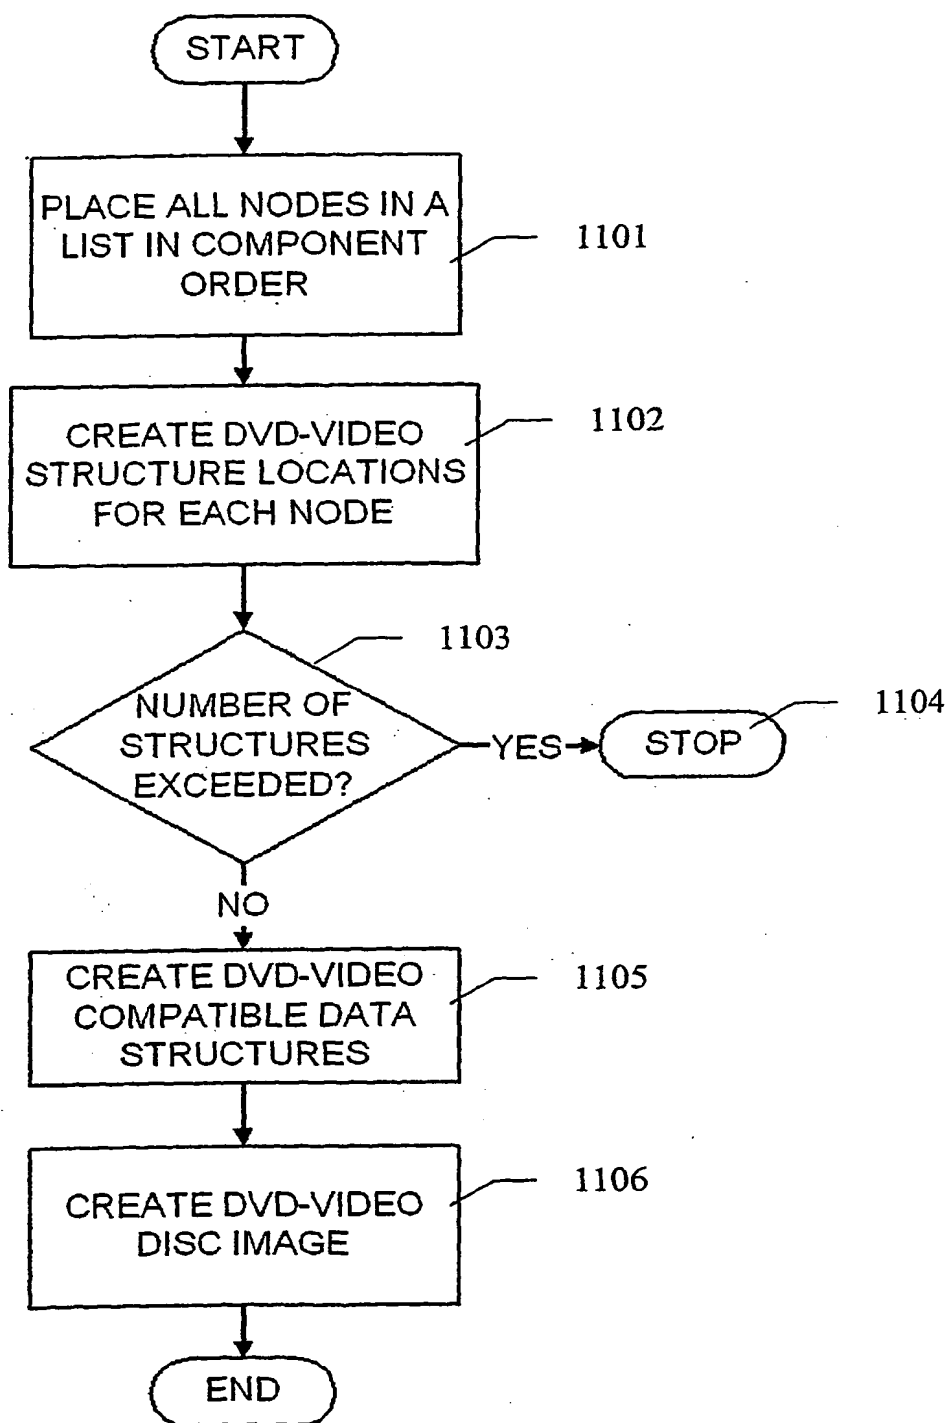 START
PLACE ALL NODES IN A
LIST IN COMPONENT
ORDER
1101
CREATE DVD-VIDEO
STRUCTURE LOCATIONS
FOR EACH NODE
1102
1103
NUMBER OF
STRUCTURES
EXCEEDED?
YES
STOP
1104
NO
CREATE DVD-VIDEO
COMPATIBLE DATA
STRUCTURES
1105
CREATE DVD-VIDEO
DISC IMAGE
1106
END